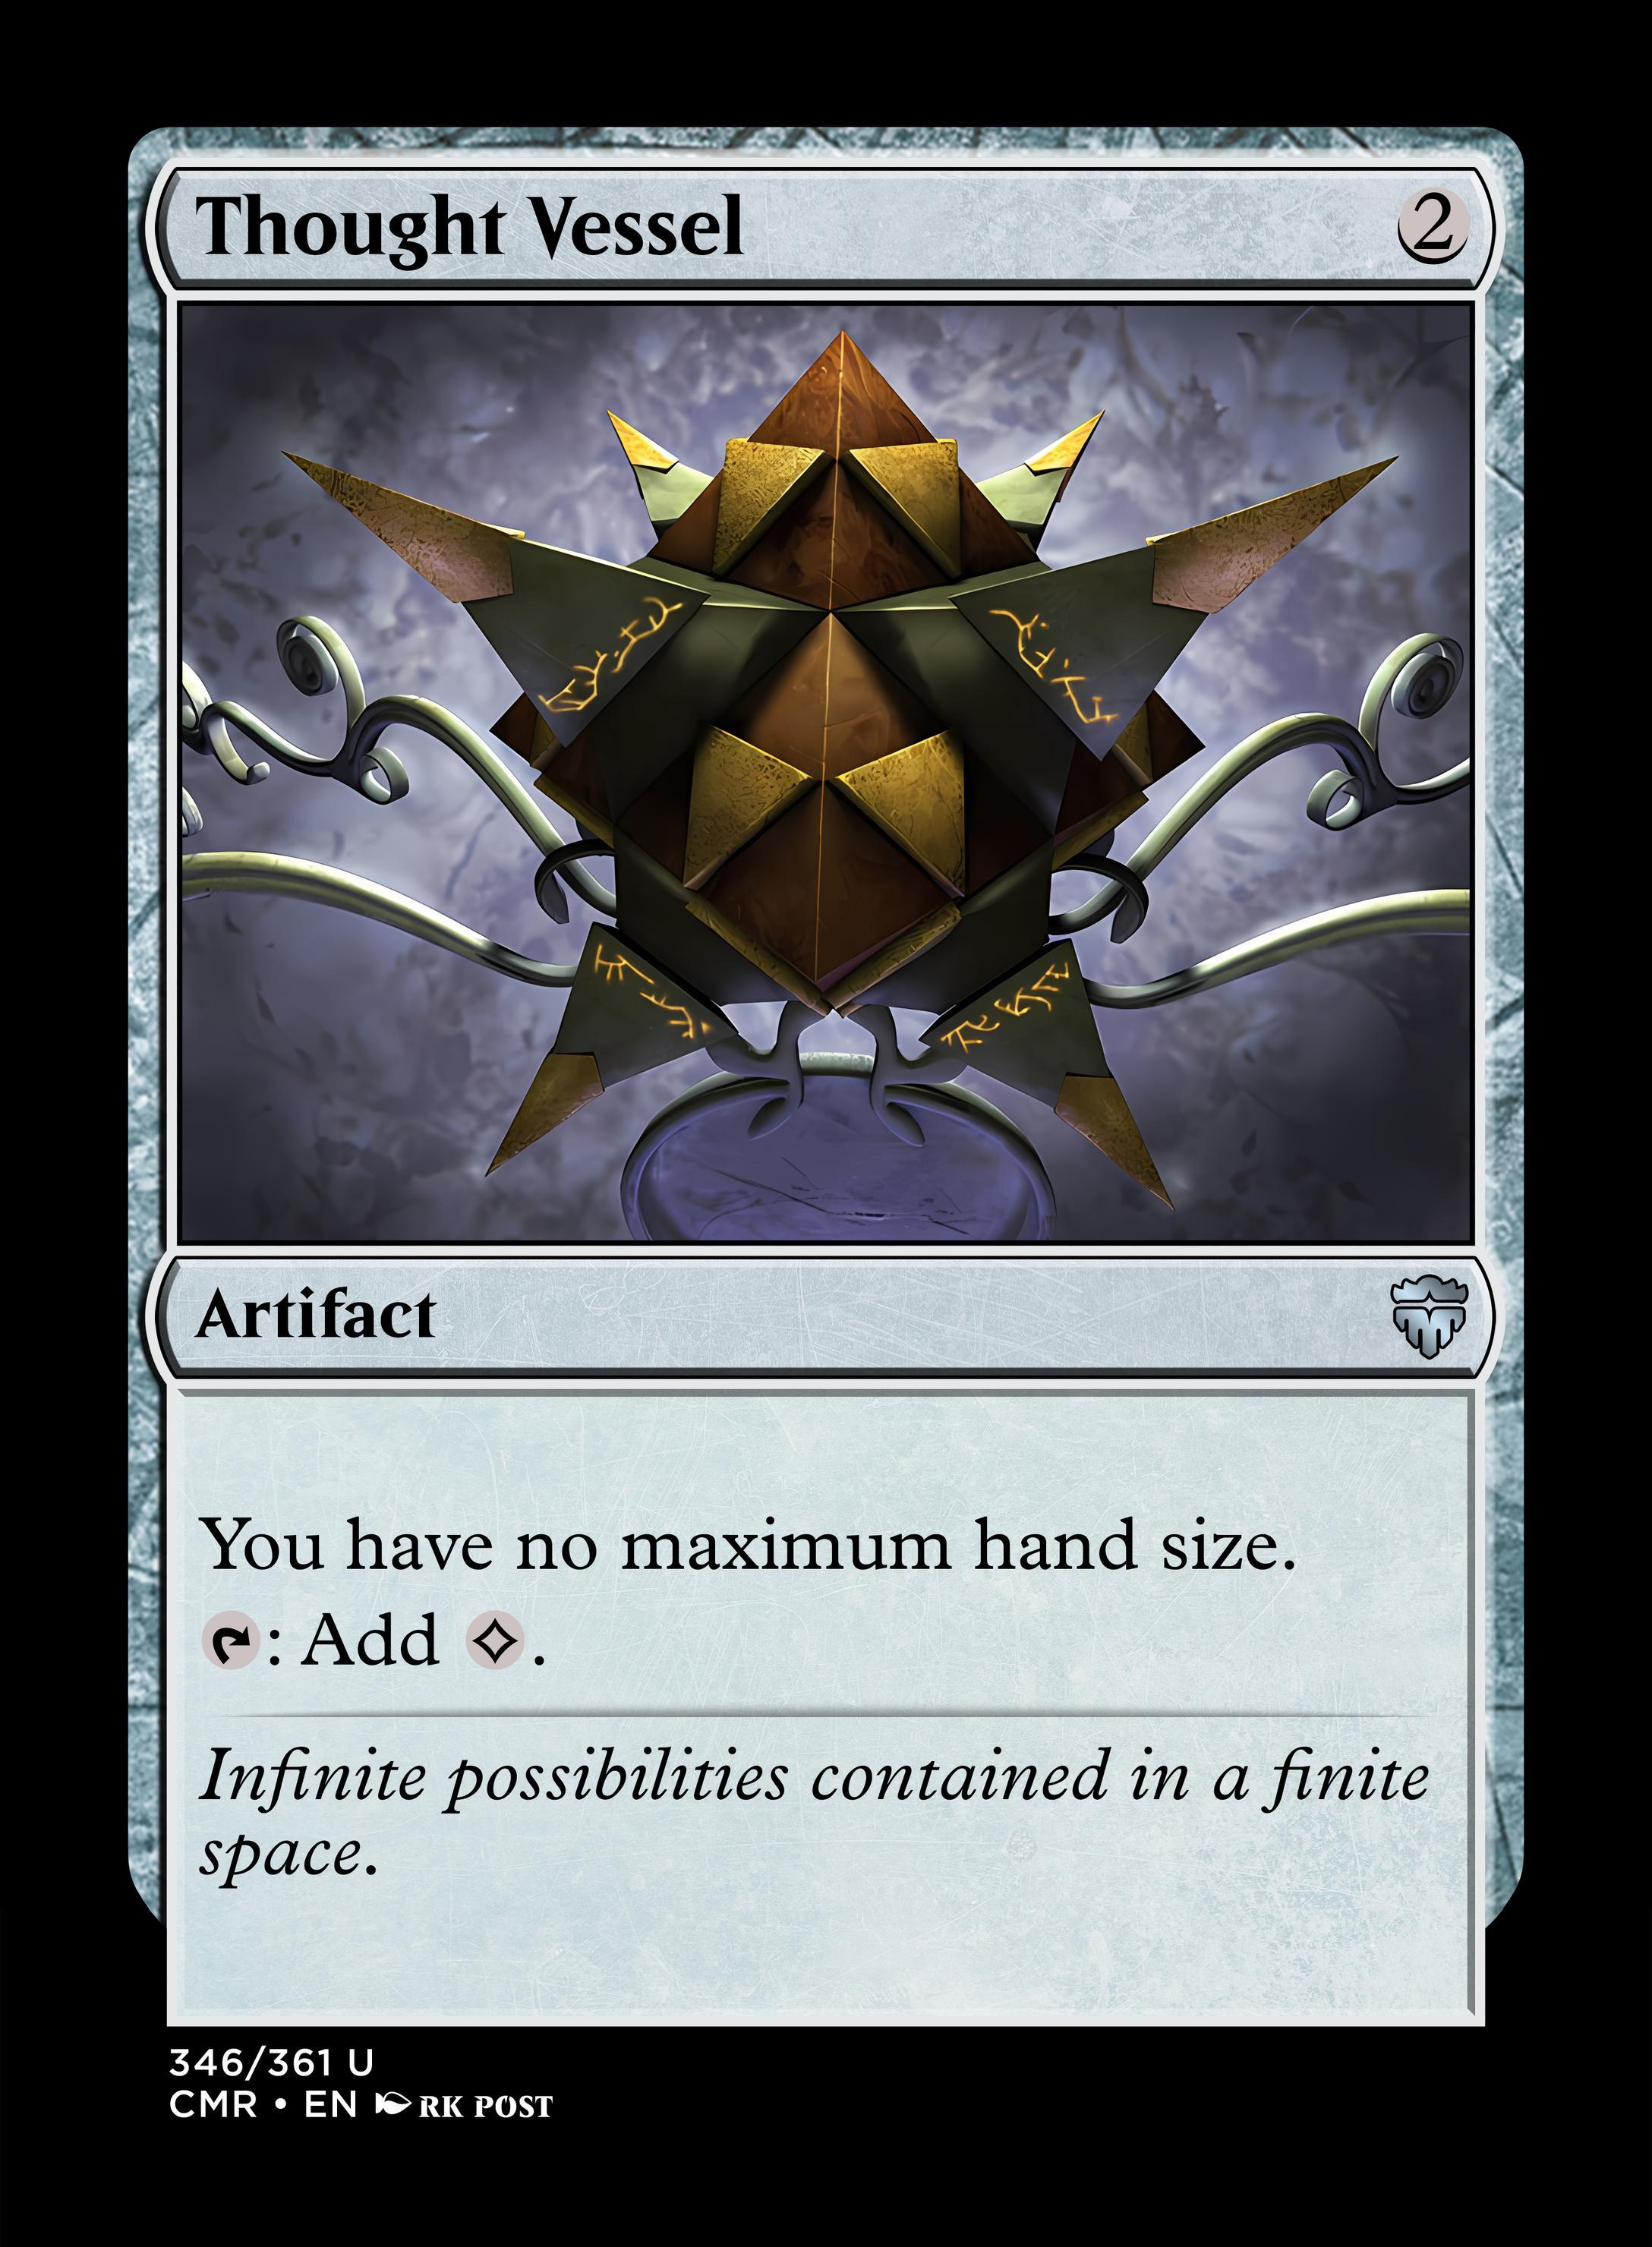 Thought Vessel 2
Artifact
You have no maximum hand size.
: Add .
Infinite possibilities contained in a finite
space.
346/361 U
CMR • EN RK POST